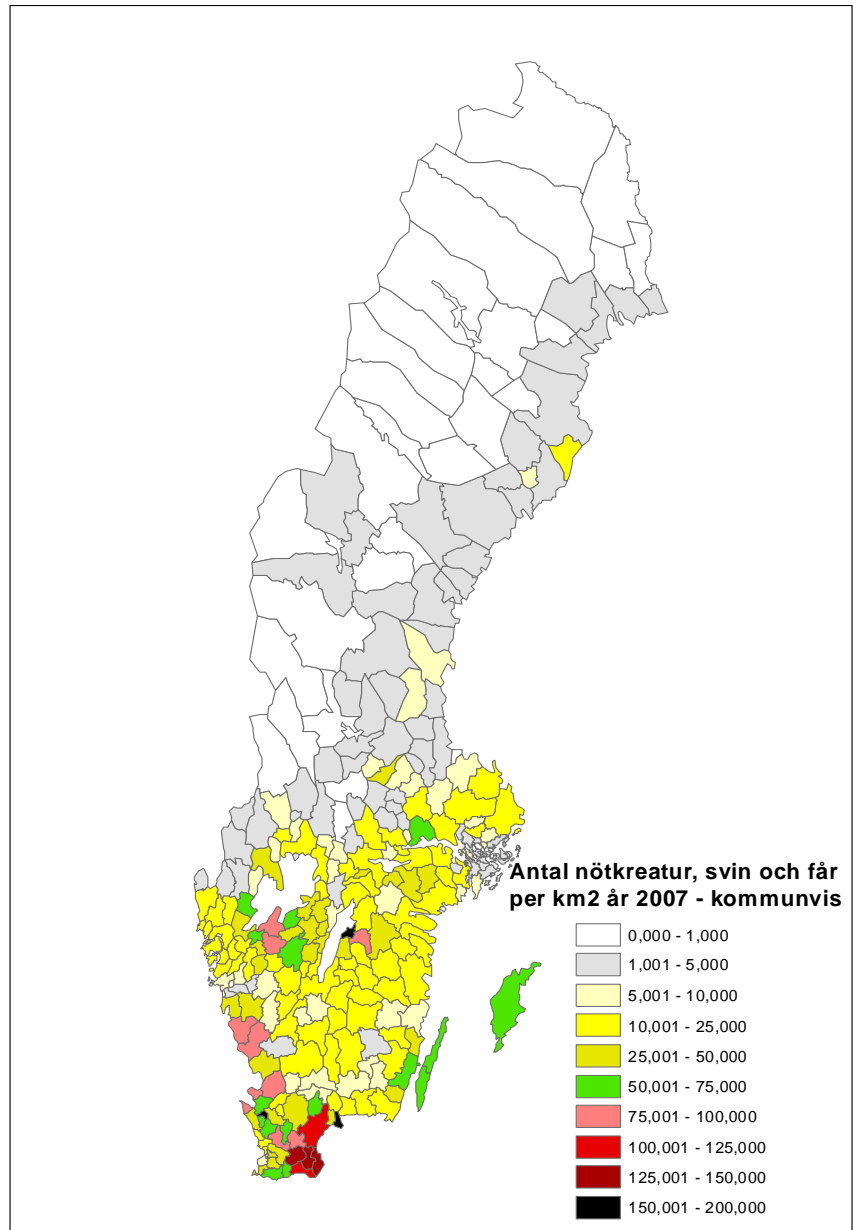 Antal nötkreatur, svin och får
per km2 år 2007 - kommunvis
0,000 - 1,000
1,001 - 5,000
5,001 - 10,000
10,001 - 25,000
25,001 - 50,000
50,001 - 75,000
75,001 - 100,000
100,001 - 125,000
125,001 - 150,000
150,001 - 200,000